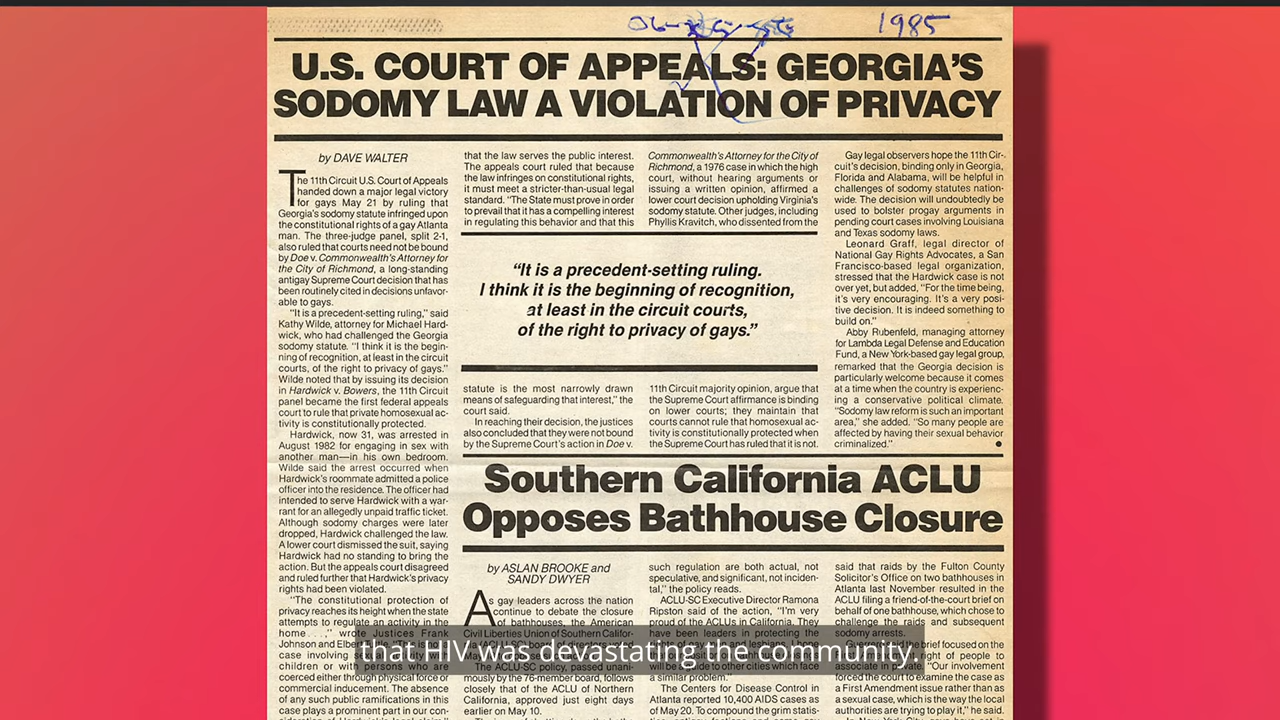 1985
U.S. COURT OF APPEALS: GEORGIA'S
SODOMY LAW A VIOLATION OF PRIVACY
by DAVE WALTER
The 11th Circuit U.S. Court of Appeals
handed down a major legal victory
for gays May 21 by ruling that
Georgia's sodomy statute infringed upon
the constitutional rights of a gay Atlanta
man. The three-judge panel, split 2-1,
also ruled that courts need not be bound
by Doe v. Commonwealth's Attorney for
the City of Richmond, a long-standing
antigay Supreme Court decision that has
been routinely cited in decisions unfavor-
able to gays.
"It is a precedent-setting ruling," said
Kathy Wilde, attorney for Michael Hard-
wick, who had challenged the Georgia
sodomy statute. "I think it is the begin-
ning of recognition, at least in the circuit
courts, of the right to privacy of gays."
Wilde noted that by issuing its decision
in Hardwick v. Bowers, the 11th Circuit
panel became the first federal appeals
court to rule that private homosexual ac-
tivity is constitutionally protected.
Hardwick, now 31, was arrested in
August 1982 for engaging in sex with
another man—in his own bedroom.
Wilde said the arrest occurred when
Hardwick's roommate admitted a police
officer into the residence. The officer had
intended to serve Hardwick with a war-
rant for an allegedly unpaid traffic ticket.
Although sodomy charges were later
dropped, Hardwick challenged the law.
A lower court dismissed the suit, saying
Hardwick had no standing to bring the
action. But the appeals court disagreed
and ruled further that Hardwick's privacy
rights had been violated.
"The constitutional protection of
privacy reaches its height when the state
attempts to regulate an activity in the
home . . . ," wrote Justices Frank
Johnson and Elbert
case involving
children or with persons who are
coerced either through physical force or
commercial inducement. The absence
of any such public ramifications in this
case plays a prominent part in our con-
that the law serves the public interest.
The appeals court ruled that because
the law infringes on constitutional rights,
it must meet a stricter-than-usual legal
standard. "The State must prove in order
to prevail that it has a compelling interest
in regulating this behavior and that this
Commonwealth's Attorney for the City of
Richmond, a 1976 case in which the high
court, without hearing arguments or
issuing a written opinion, affirmed a
lower court decision upholding Virginia's
sodomy statute. Other judges, including
Phyllis Kravitch, who dissented from the
"It is a precedent-setting ruling.
I think it is the beginning of recognition,
at least in the circuit courts,
of the right to privacy of gays."
statute is the most narrowly drawn
means of safeguarding that interest," the
court said.
In reaching their decision, the justices
also concluded that they were not bound
by the Supreme Court's action in Doe v.
11th Circuit majority opinion, argue that
the Supreme Court affirmance is binding
on lower courts; they maintain that
courts cannot rule that homosexual ac-
tivity is constitutionally protected when
the Supreme Court has ruled that it is not.
Gay legal observers hope the 11th Cir-
cuit's decision, binding only in Georgia,
Florida and Alabama, will be helpful in
challenges of sodomy statutes nation-
wide. The decision will undoubtedly be
used to bolster progay arguments in
pending court cases involving Louisiana
and Texas sodomy laws.
Leonard Graff, legal director of
National Gay Rights Advocates, a San
Francisco-based legal organization,
stressed that the Hardwick case is not
over yet, but added, "For the time being,
it's very encouraging. It's a very posi-
tive decision. It is indeed something to
build on."
Abby Rubenfeld, managing attorney
for Lambda Legal Defense and Education
Fund, a New York-based gay legal group,
remarked that the Georgia decision is
particularly welcome because it comes
at a time when the country is experienc-
ing a conservative political climate.
"Sodomy law reform is such an important
area," she added. "So many people are
affected by having their sexual behavior
criminalized."
Southern California ACLU
Opposes Bathhouse Closure
by ASLAN BROOKE and
SANDY DWYER
As gay leaders across the nation
continue to debate the closure
of bathhouses, the American
Civil Liberties Union of Southern Califor-
The ACLU-SC policy, passed unani-
mously by the 76-member board, follows
closely that of the ACLU of Northern
California, approved just eight days
earlier on May 10.
such regulation are both actual, not
speculative, and significant, not inciden-
tal," the policy reads.
ACLU-SC Executive Director Ramona
Ripston said of the action, "I'm very
proud of the ACLUs in California. They
have been leaders in protecting the
a similar problem."
The Centers for Disease Control in
Atlanta reported 10,400 AIDS cases as
of May 20. To compound the grim statis-
said that raids by the Fulton County
Solicitor's Office on two bathhouses in
Atlanta last November resulted in the
ACLU filing a friend-of-the-court brief on
behalf of one bathhouse, which chose to
challenge the raids and subsequent
sodomy arrests.
said the brief focused on the
right of people to
associate in private. "Our involvement
forced the court to examine the case as
a First Amendment issue rather than as
a sexual case, which is the way the local
authorities are trying to play it," he said.
that HIV was devastating the community,